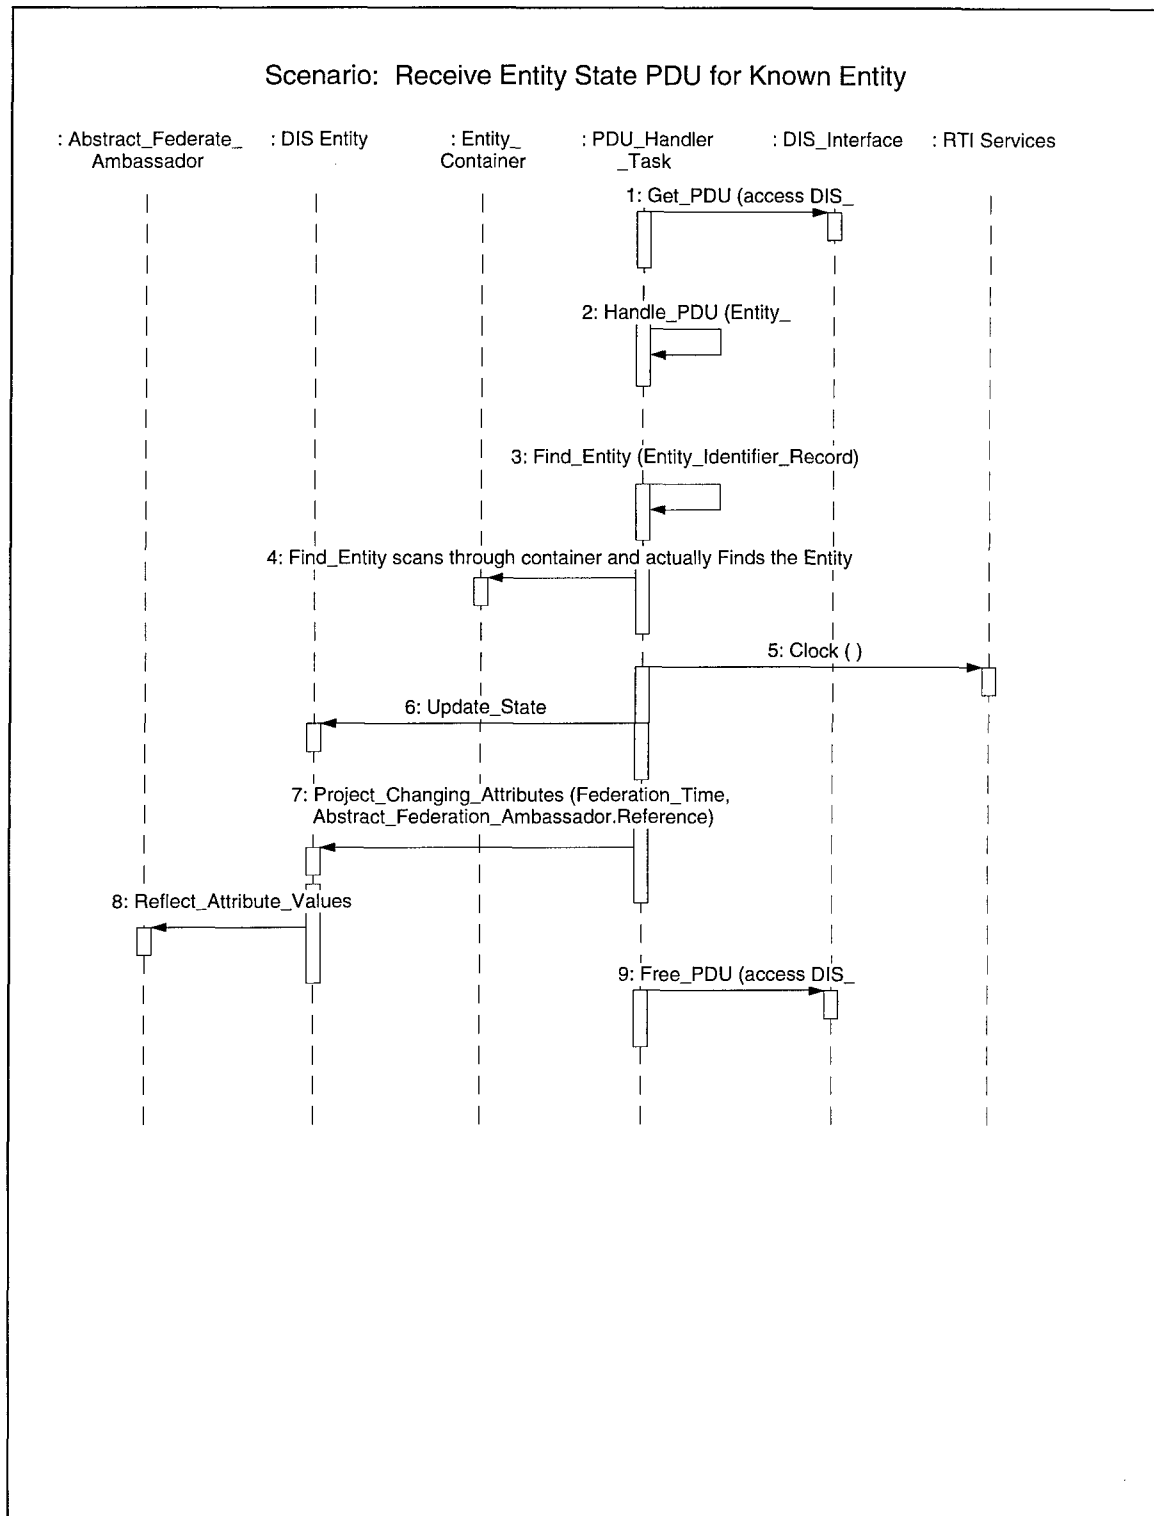 Scenario: Receive Entity State PDU for Known Entity
: Abstract_Federate_
Ambassador
: DIS Entity
: Entity_
Container
: PDU_Handler
_Task
: DIS_Interface
: RTI Services
1: Get_PDU (access DIS_
2: Handle_PDU (Entity_
3: Find_Entity (Entity_Identifier_Record)
4: Find_Entity scans through container and actually Finds the Entity
5: Clock ( )
6: Update_State
7: Project_Changing_Attributes (Federation_Time,
Abstract_Federation_Ambassador.Reference)
8: Reflect_Attribute_Values
9: Free_PDU (access DIS_